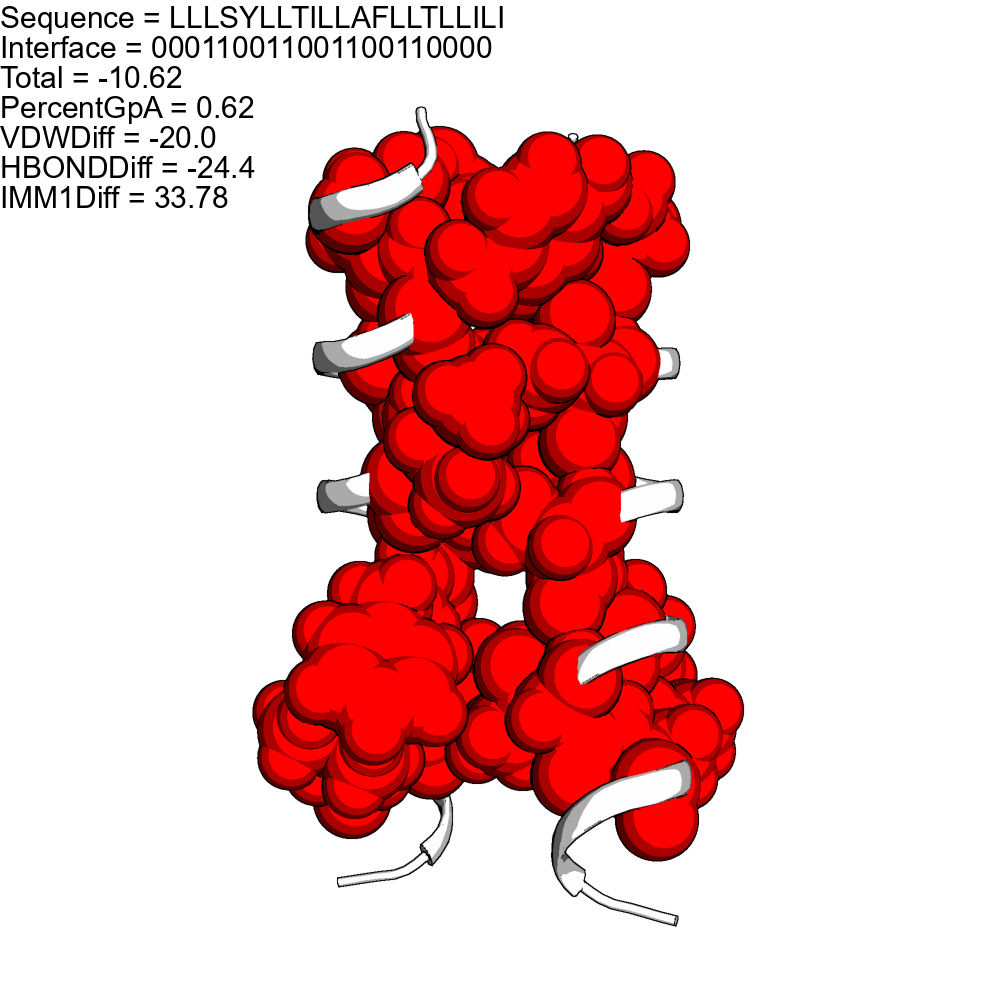 Sequence = LLLSYLLTILLAFLLTLLILI
Interface = 000110011001100110000
Total = -10.62
PercentGpA = 0.62
VDWDiff = -20.0
HBONDDiff = -24.4
IMM1Diff = 33.78